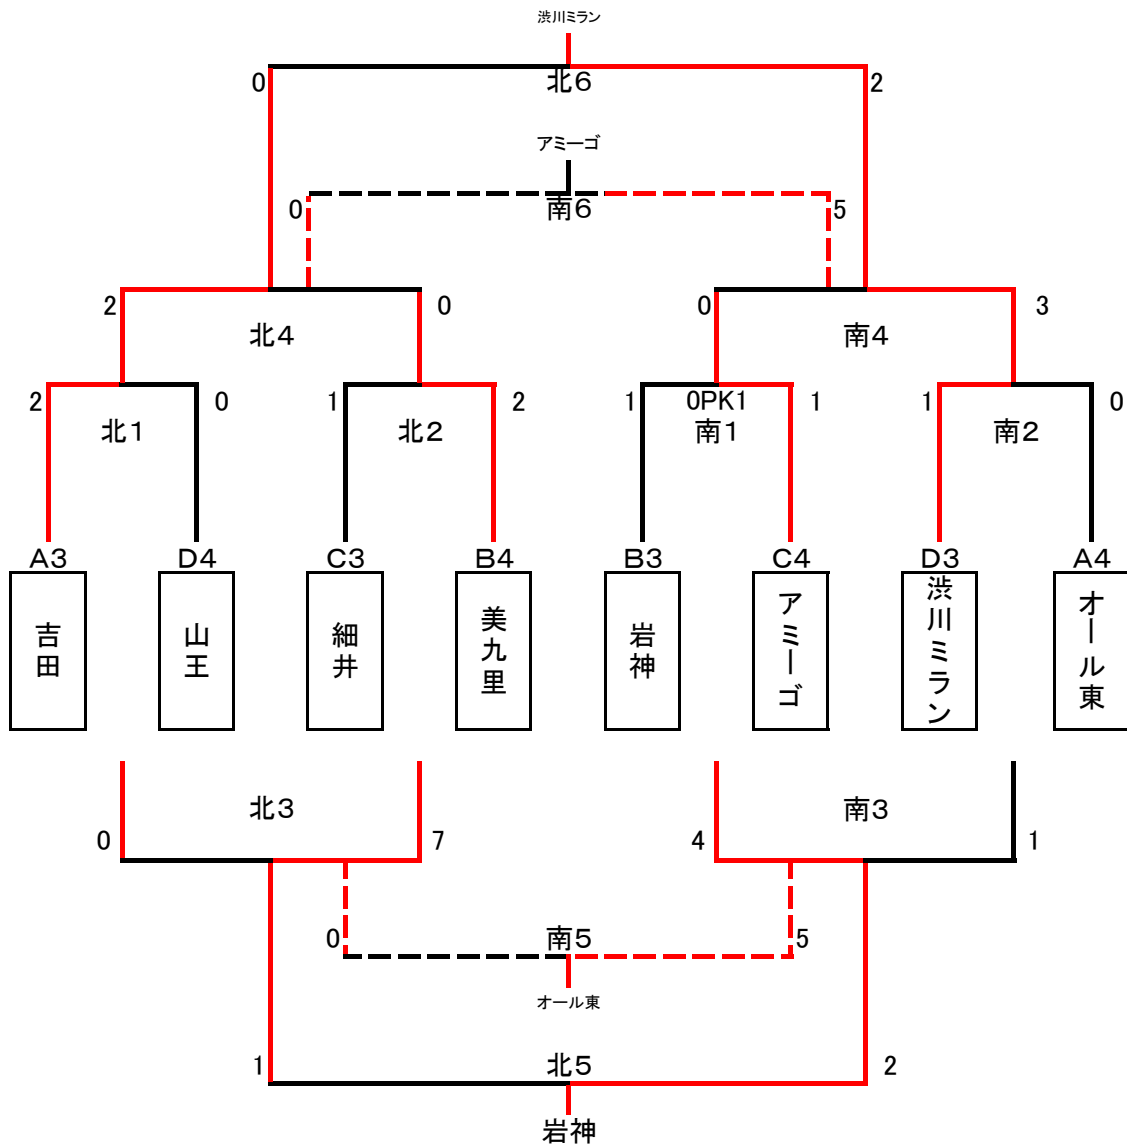 渋川ミラン
0 北6 2
アミーゴ
0 南6 5
2 0 0 3
北4 南4
2 0 1 2 1 0PK1 1 1 0
北1 北2 南1 南2
A3 D4 C3 B4 B3 C4 D3 A4
吉田 山王 細井 美九里 岩神 アミーゴ 渋川ミラン オール東
北3 南3
0 7 4 1
0 南5 5
オール東
1 北5 2
岩神